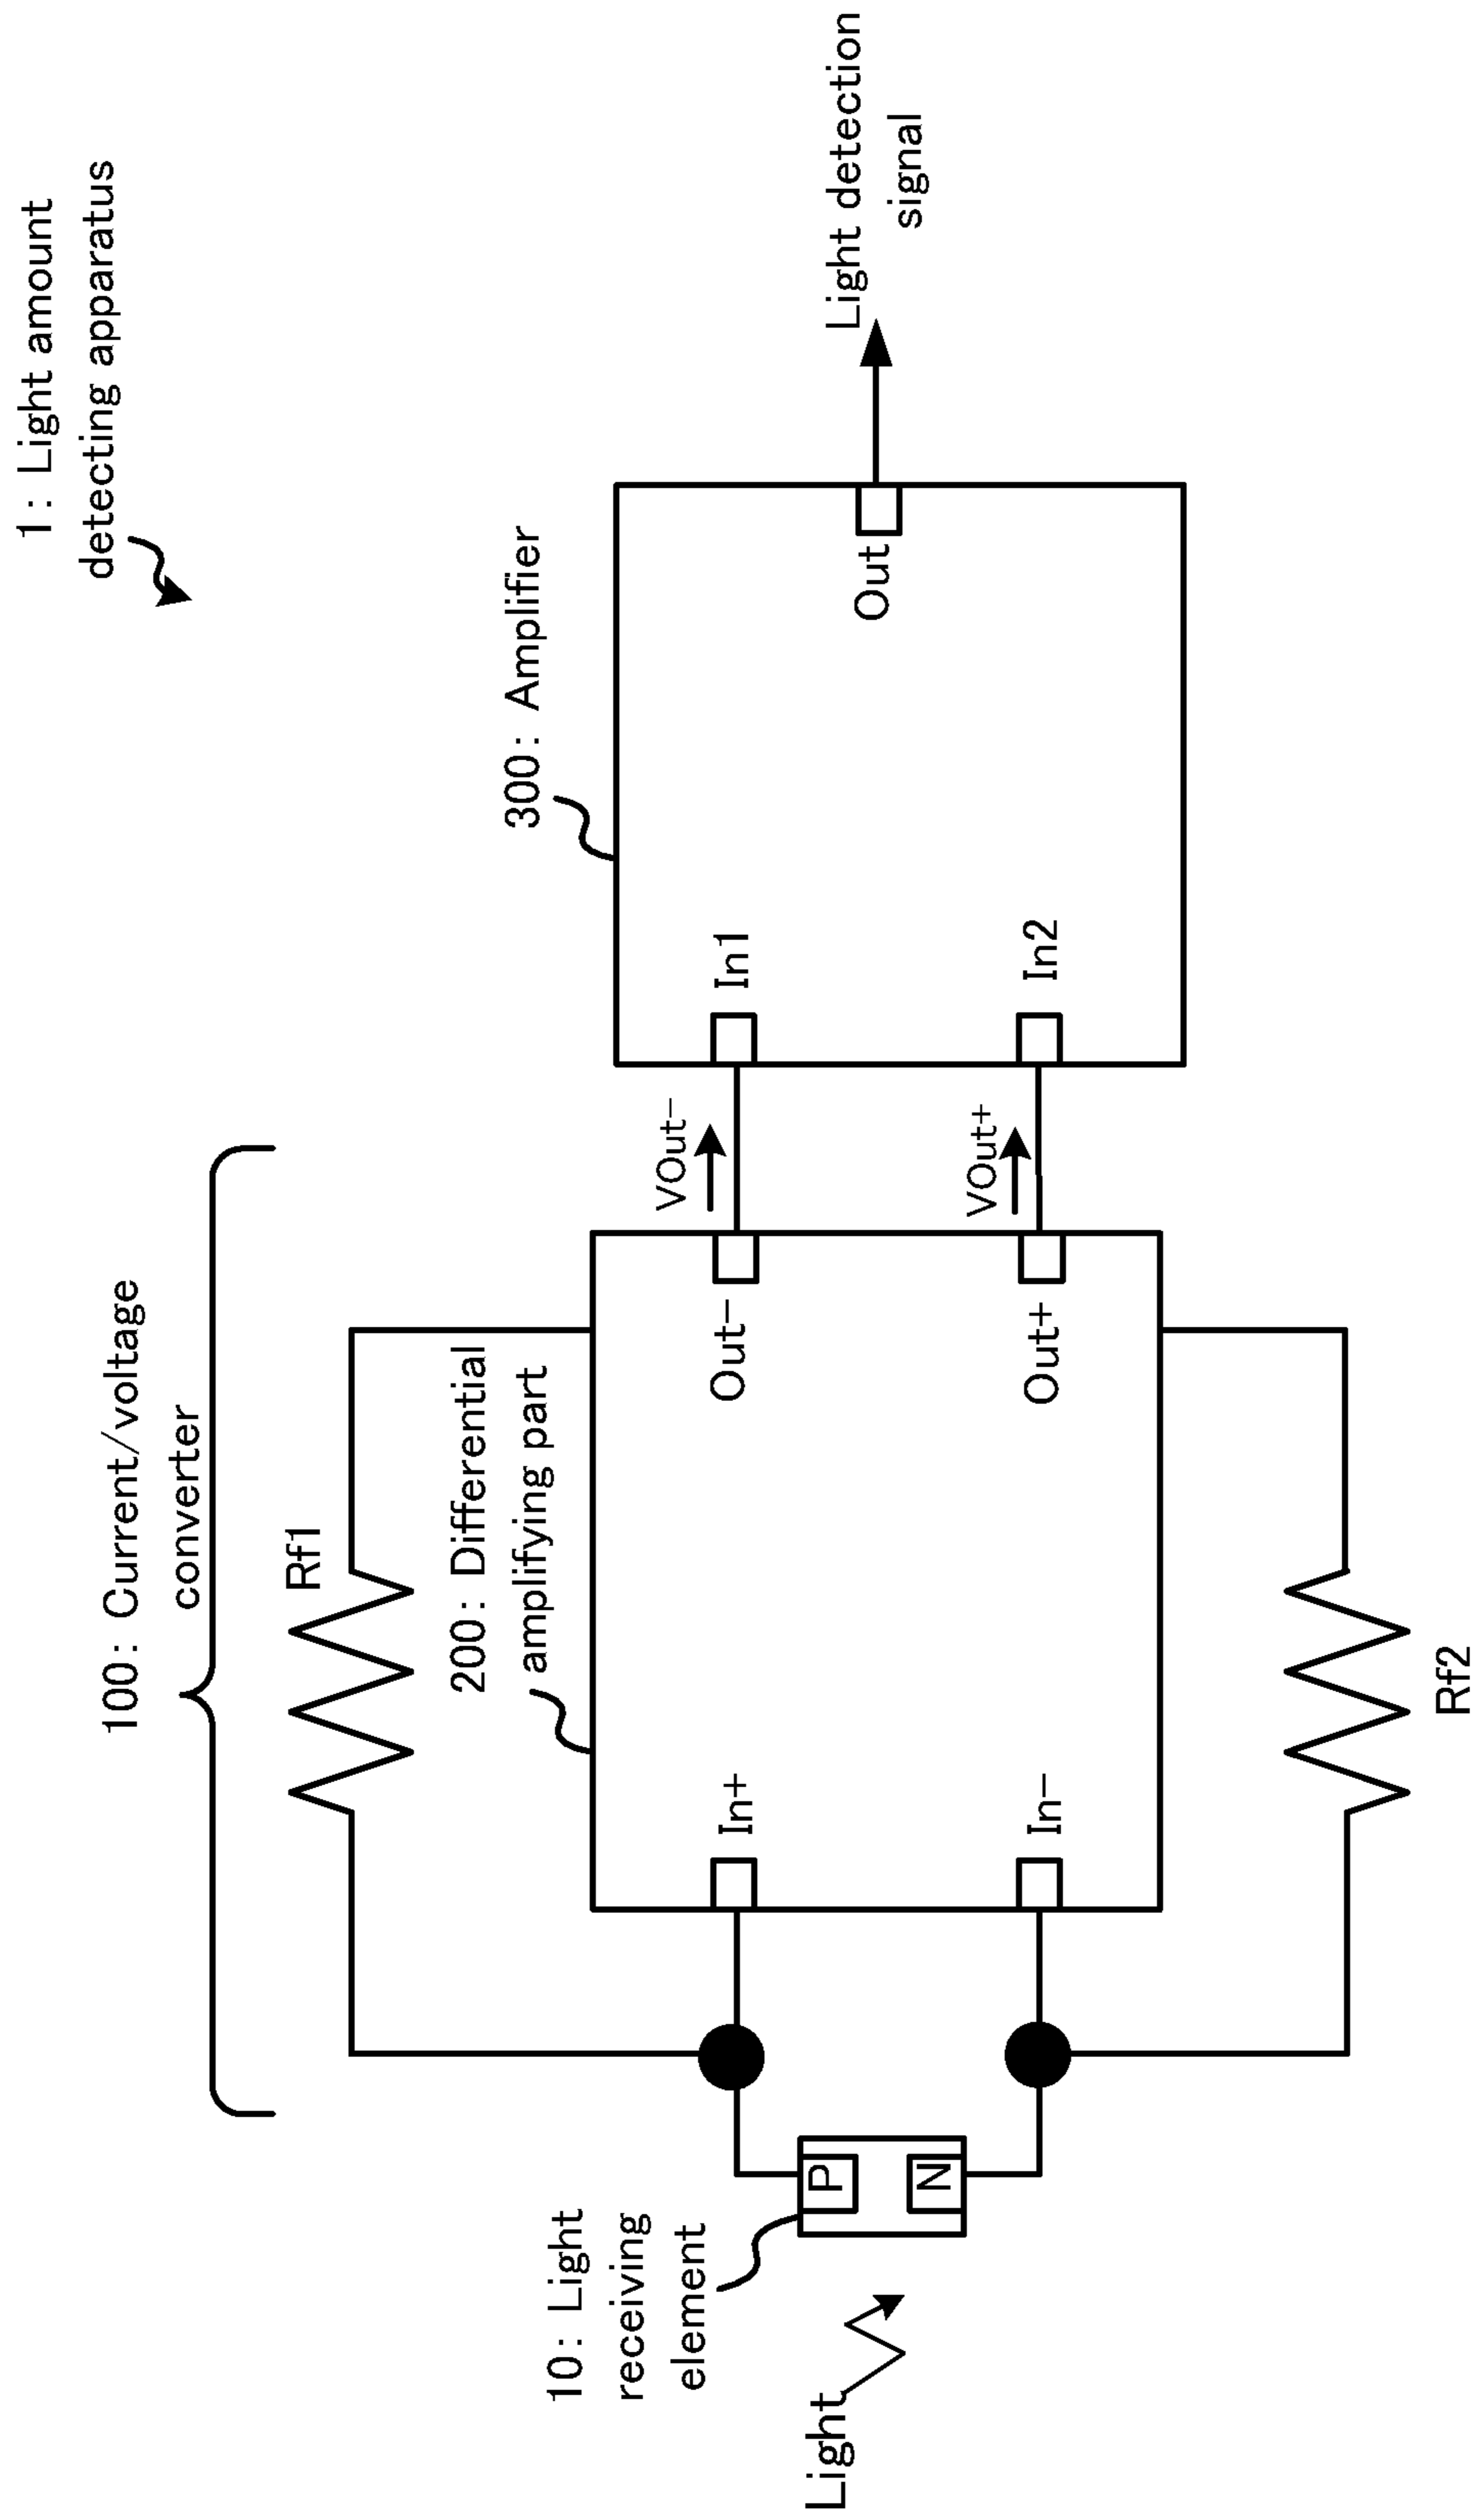 1: Light amount
detecting apparatus
100: Current/voltage
converter
Rf1
200: Differential
amplifying part
300: Amplifier
10: Light
receiving
element
Light
P
N
In+
In-
Out-
Out+
VOut-
VOut+
In1
In2
Out
Light detection
signal
Rf2